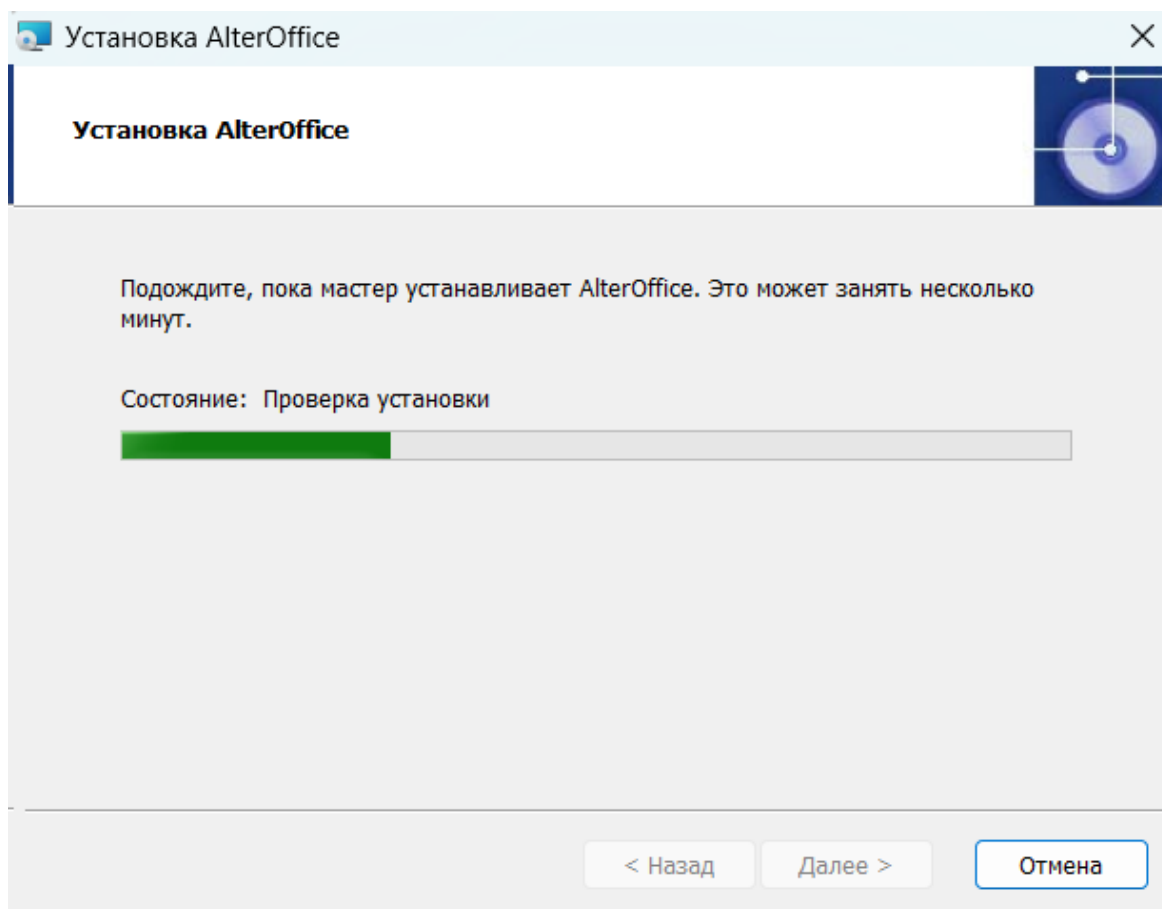 Установка AlterOffice
Установка AlterOffice
Подождите, пока мастер устанавливает AlterOffice. Это может занять несколько
минут.
Состояние: Проверка установки
< Назад
Далее >
Отмена